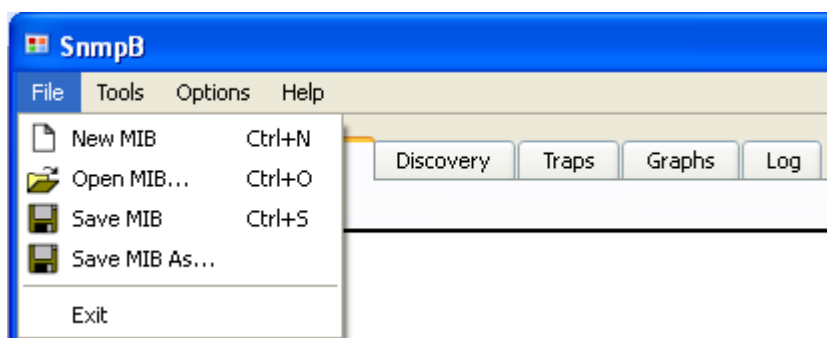 SnmpB
File Tools Options Help
New MIB Ctrl+N
Discovery Traps Graphs Log
Open MIB... Ctrl+O
Save MIB Ctrl+S
Save MIB As...
Exit